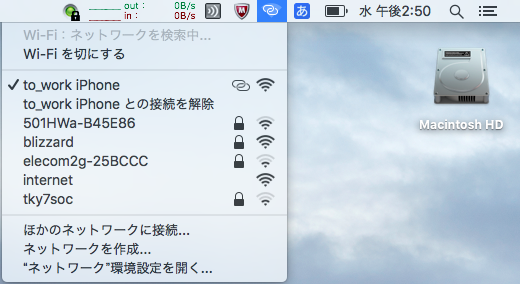 out : 0B/s
in : 0B/s
あ
水 午後2:50
Wi-Fi：ネットワークを検索中...
Wi-Fi を切にする
to_work iPhone
to_work iPhone との接続を解除
501HWa-B45E86
blizzard
elecom2g-25BCCC
internet
tky7soc
ほかのネットワークに接続...
ネットワークを作成...
“ネットワーク”環境設定を開く...
Macintosh HD